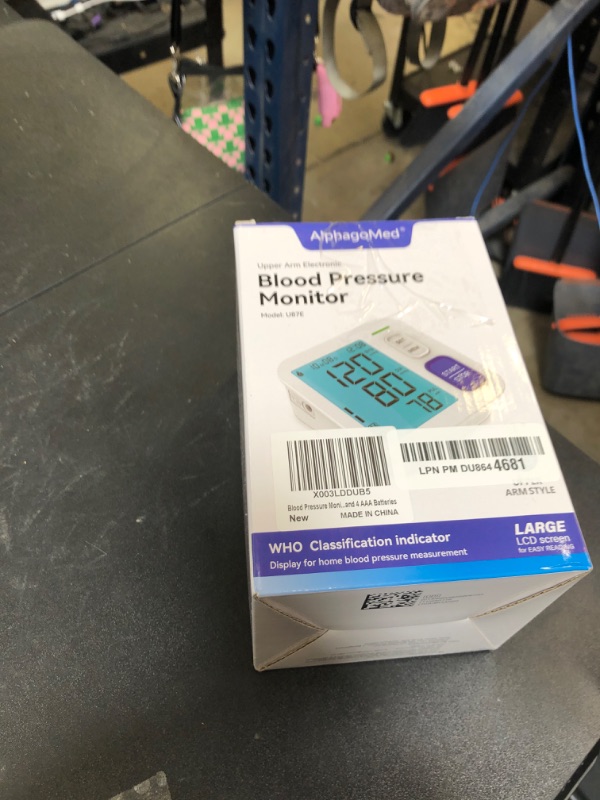 AlphagoMed®
Upper Arm Electronic
Blood Pressure
Monitor
Model: U87E
START
STOP
120
80
78
X003LDDUB5
Blood Pressure Moni...and 4 AAA Batteries
New
MADE IN CHINA
LPN PM DU864 4681
ARM STYLE
WHO Classification indicator
Display for home blood pressure measurement
LARGE
LCD screen
for EASY READING